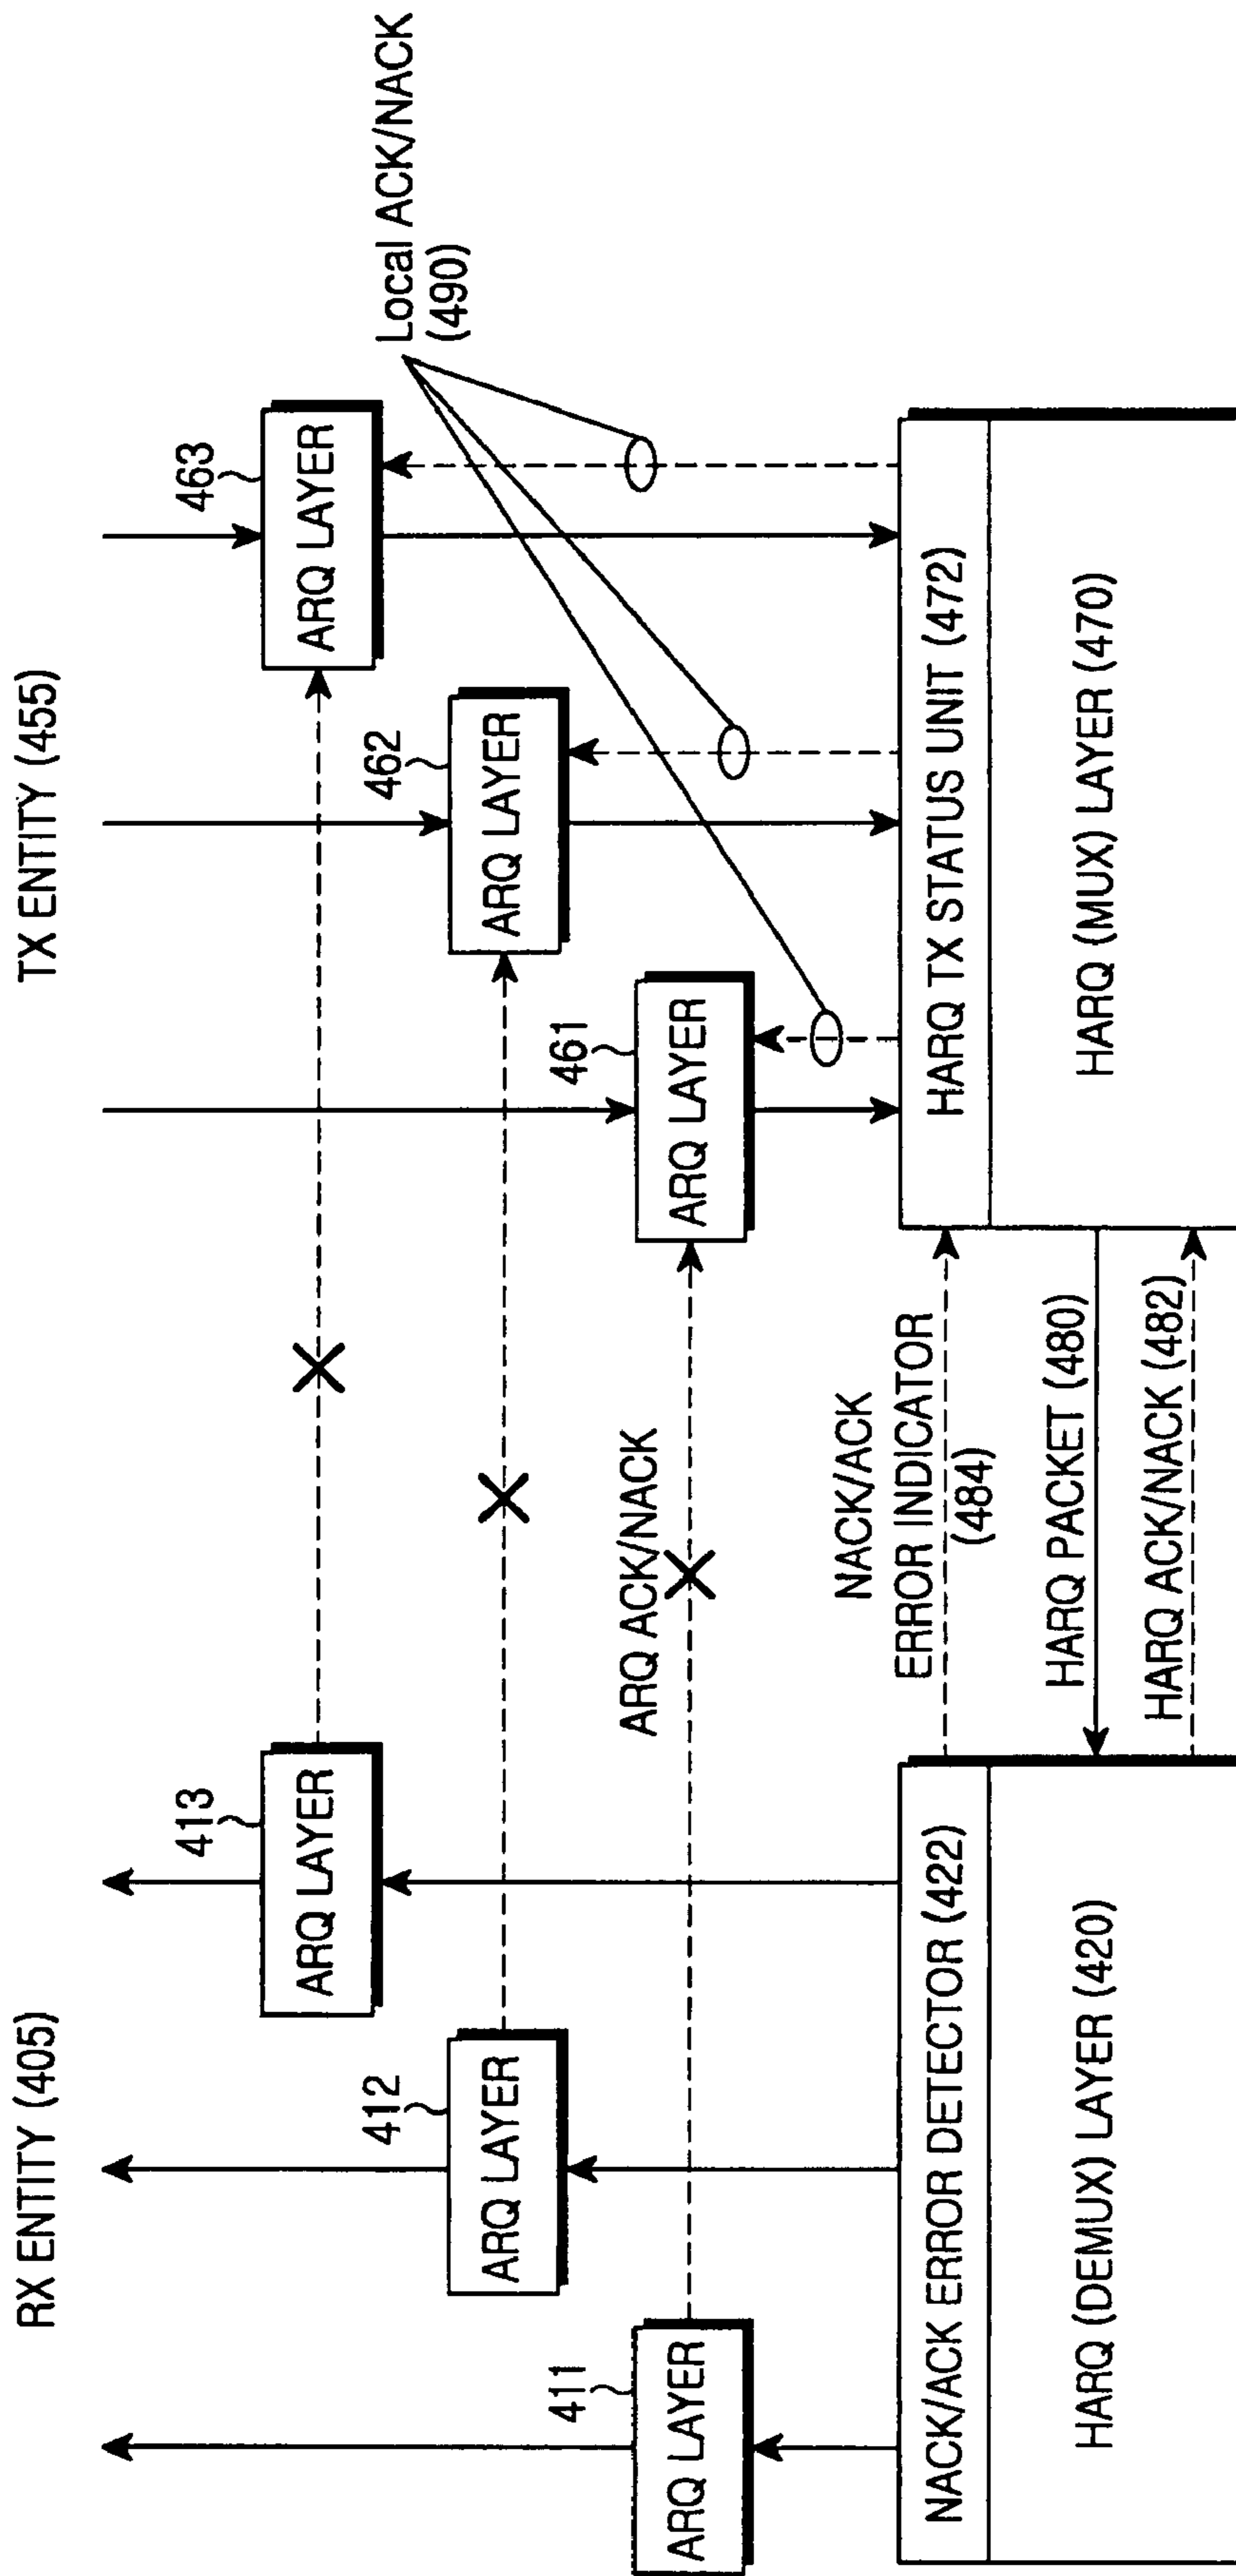 RX ENTITY (405)
TX ENTITY (455)
413
ARQ LAYER
463
ARQ LAYER
Local ACK/NACK
(490)
412
ARQ LAYER
462
ARQ LAYER
411
ARQ LAYER
ARQ ACK/NACK
461
ARQ LAYER
NACK/ACK
ERROR INDICATOR
(484)
NACK/ACK ERROR DETECTOR (422)
HARQ TX STATUS UNIT (472)
HARQ (DEMUX) LAYER (420)
HARQ PACKET (480)
HARQ ACK/NACK (482)
HARQ (MUX) LAYER (470)